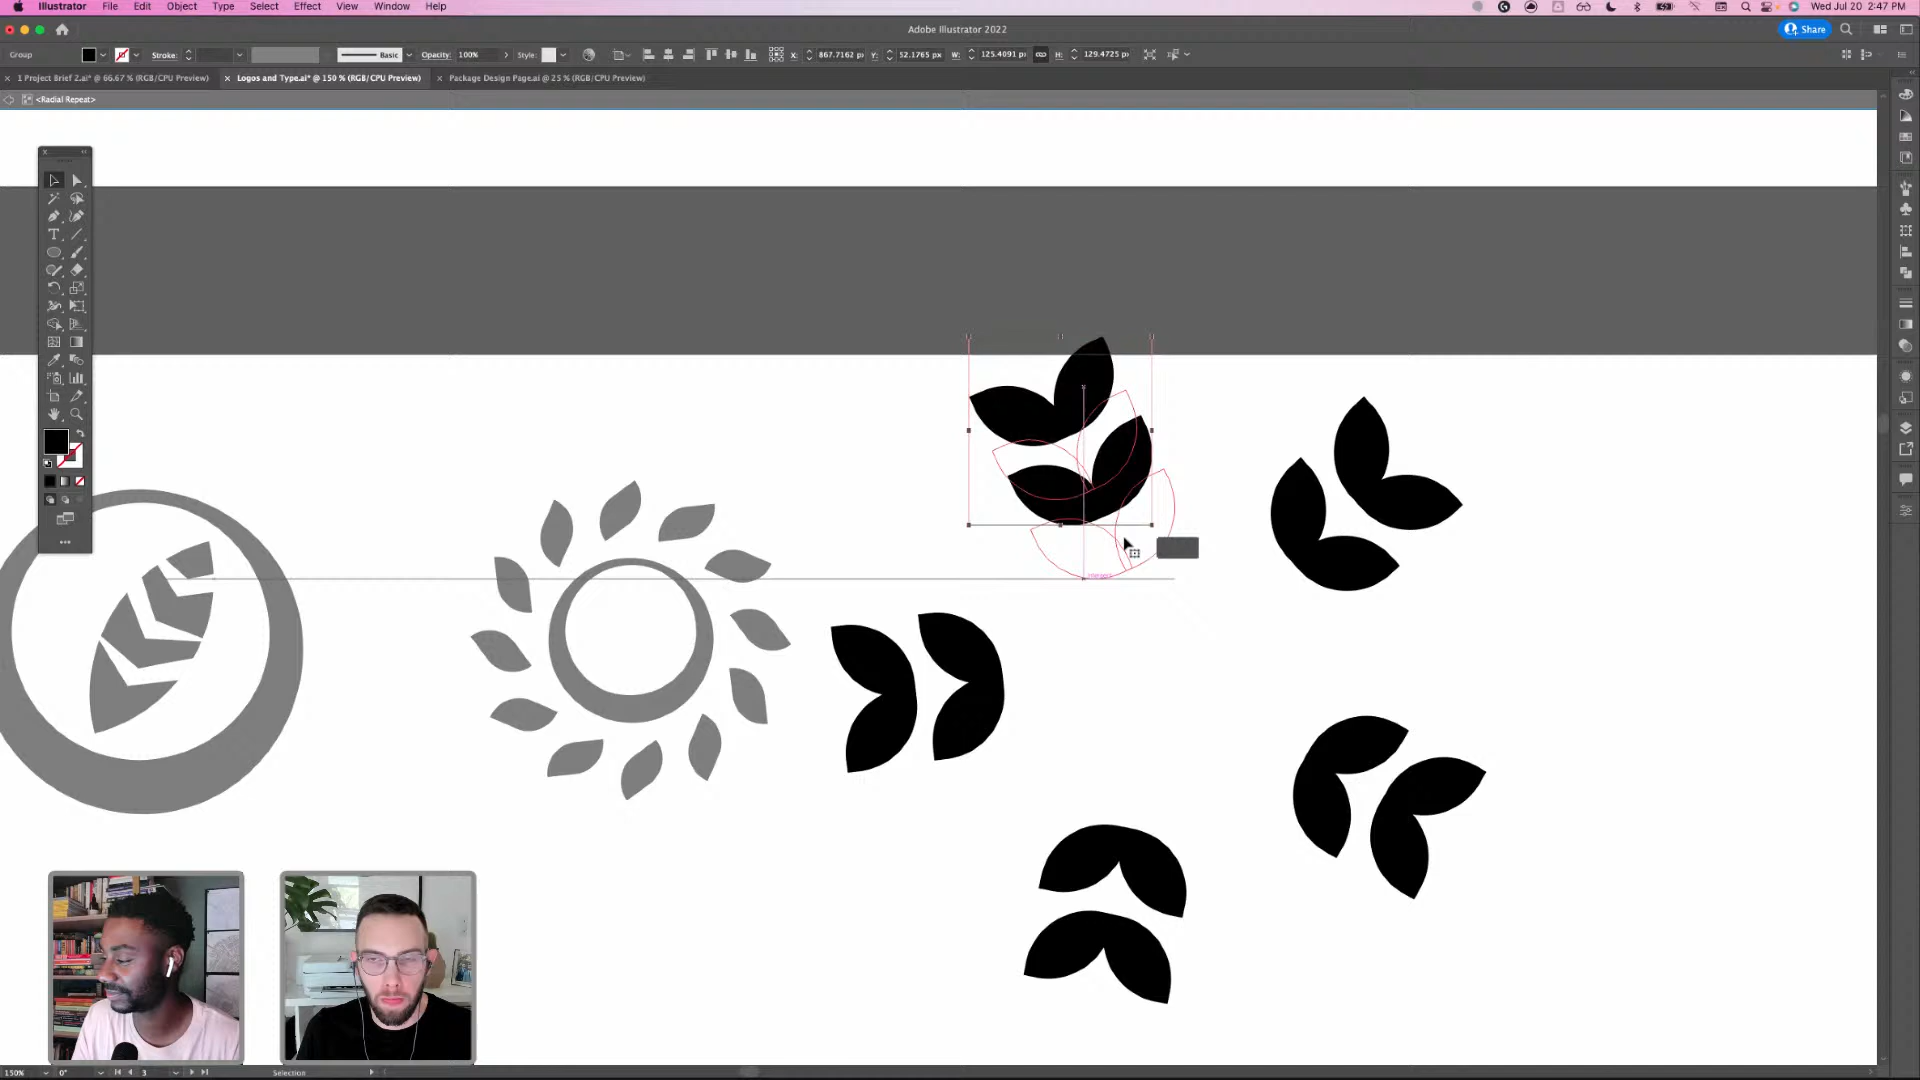 Illustrator File Edit Object Type Select Effect View Window Help Wed Jul 20 2:47 PM
Adobe Illustrator 2022 Share
Group Stroke: Basic Opacity: 100% Style: X: 867.7162 px Y: 52.1765 px W: 125.4091 px H: 129.4725 px
1 Project Brief 2.ai* @ 66.67 % (RGB/CPU Preview) Logos and Type.ai* @ 150 % (RGB/CPU Preview) Package Design Page.ai @ 25 % (RGB/CPU Preview)
<Radial Repeat>
150% 0° 3 Selection